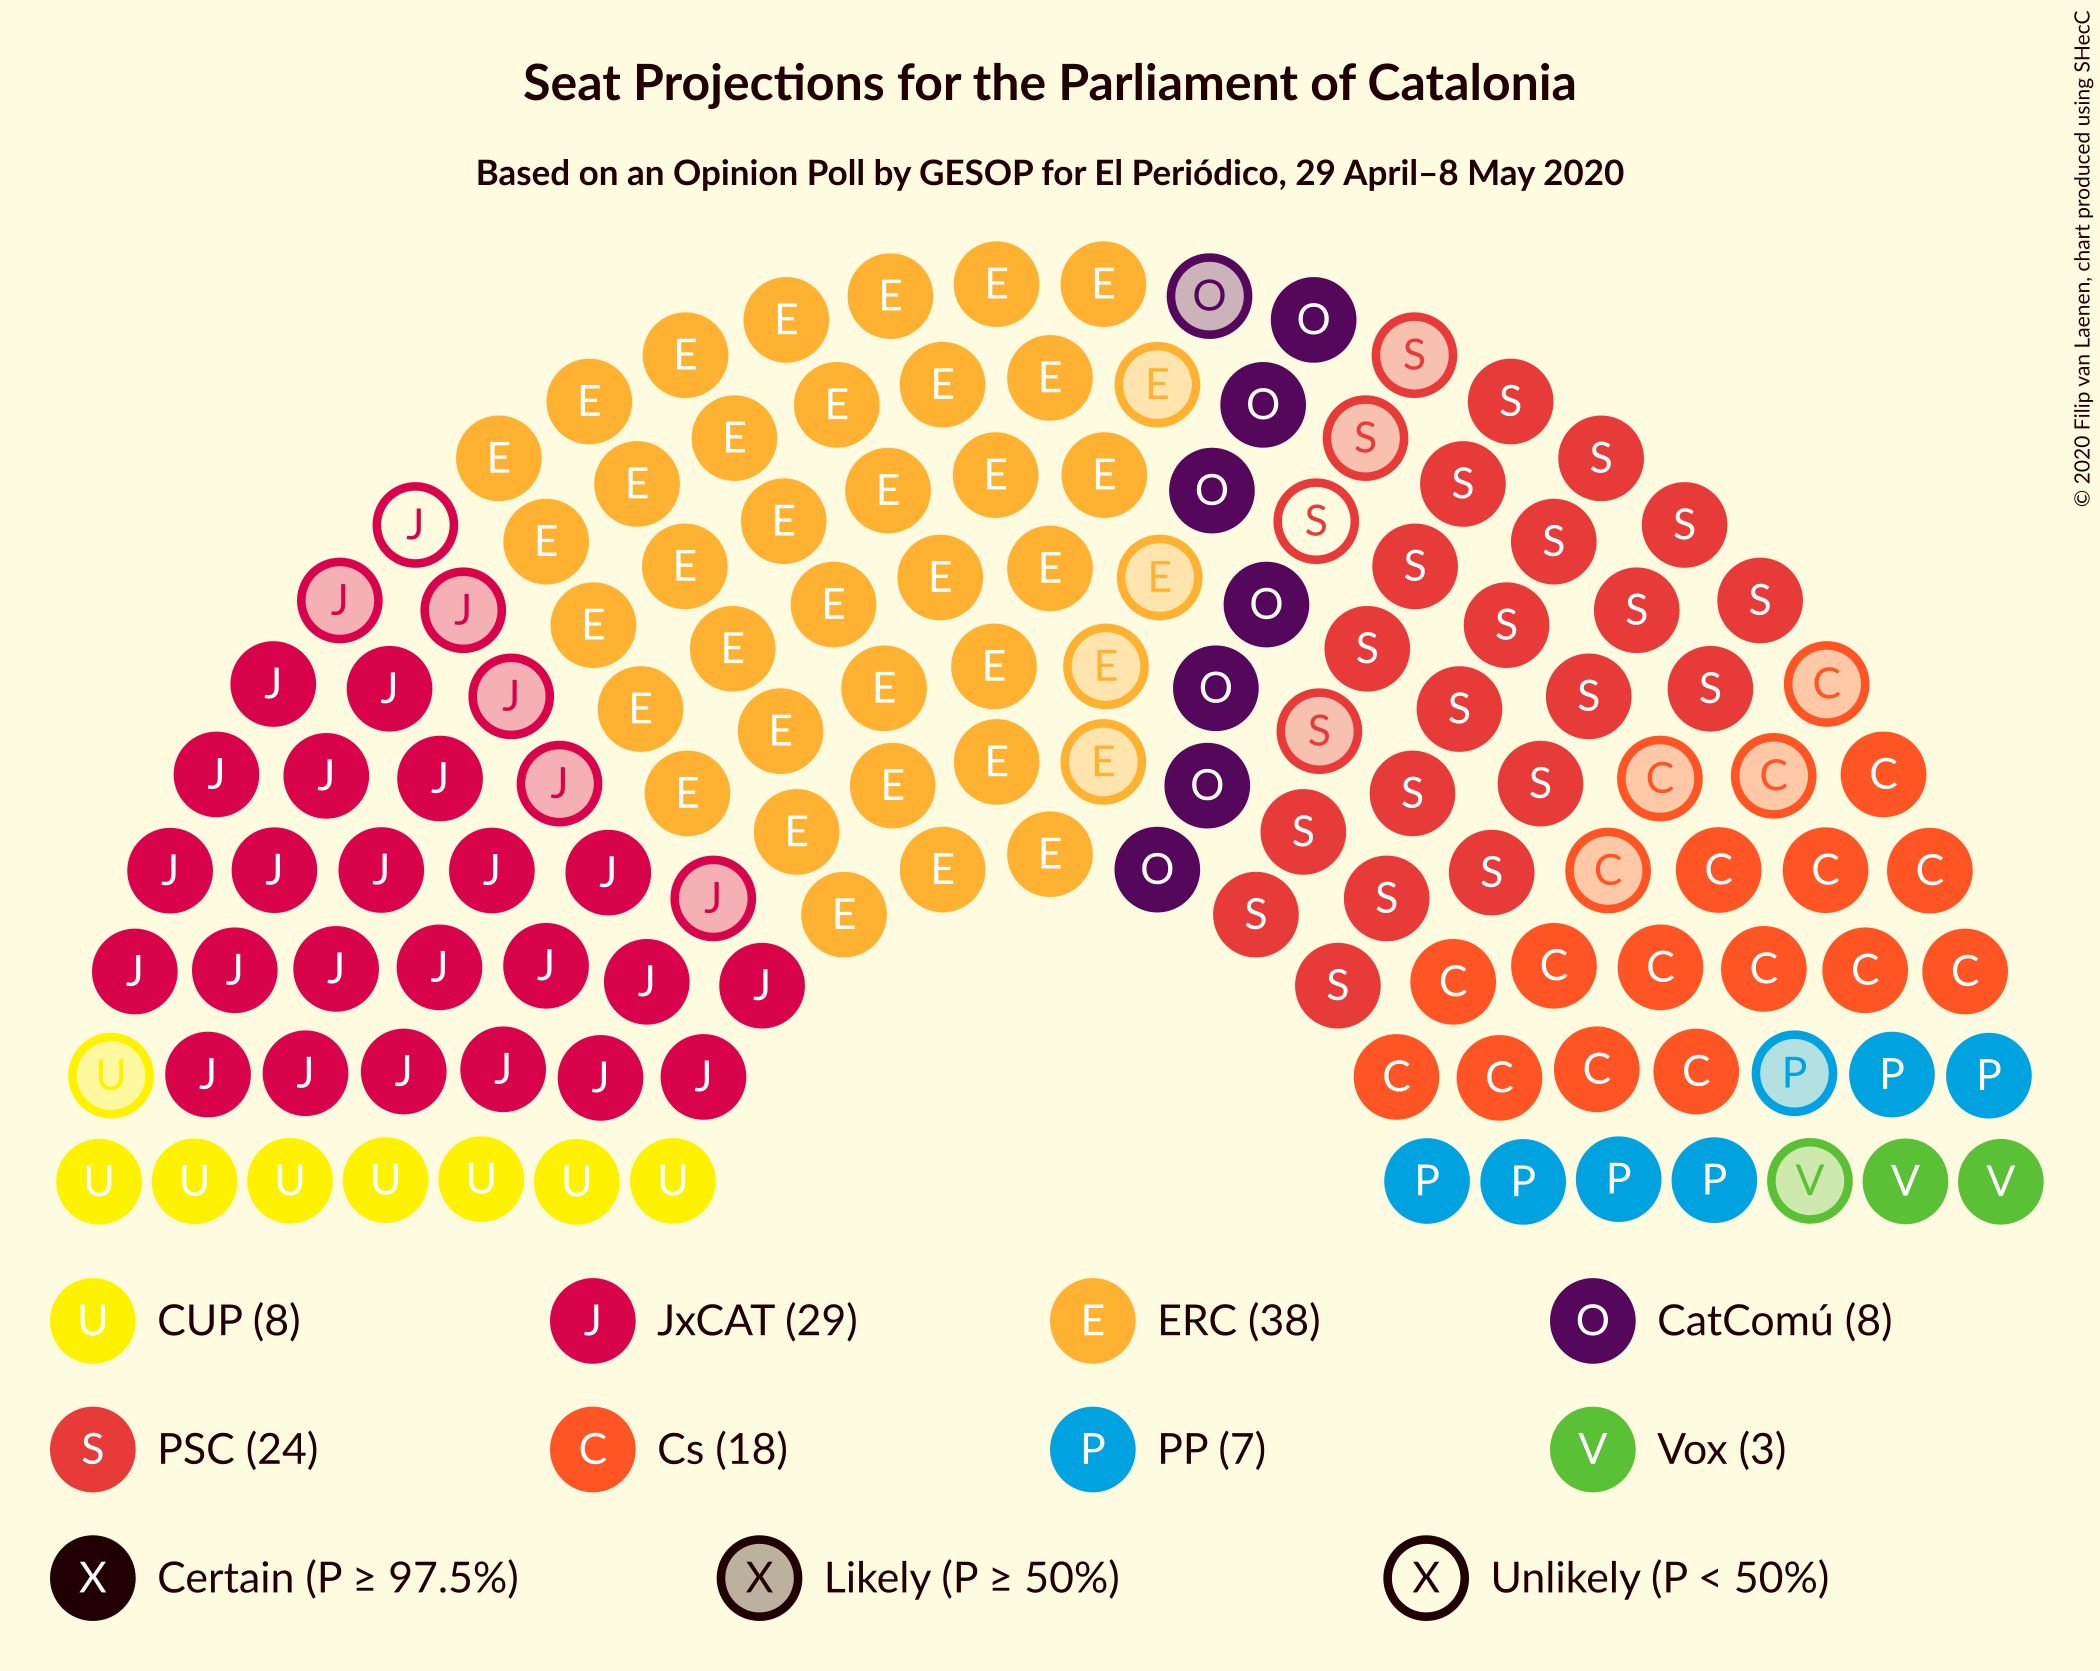 Seat Projections for the Parliament of Catalonia
Based on an Opinion Poll by GESOP for El Periódico, 29 April–8 May 2020
© 2020 Filip van Laenen, chart produced using SHecC
E E O O
E E S
E E E E O S
E E E S S
E E E O S S
J E E E S S S
J J E E E O S S S
J J J E E E E O S S S C
J J J J E E E E O S S S C C C
J J J J J J E E E O S S S C C C C
J J J J J J J S C C C C C C
U J J J J J J C C C C P P P
U U U U U U U P P P P V V V
U CUP (8) J JxCAT (29) E ERC (38) O CatComú (8)
S PSC (24) C Cs (18) P PP (7) V Vox (3)
X Certain (P ≥ 97.5%) X Likely (P ≥ 50%) X Unlikely (P < 50%)